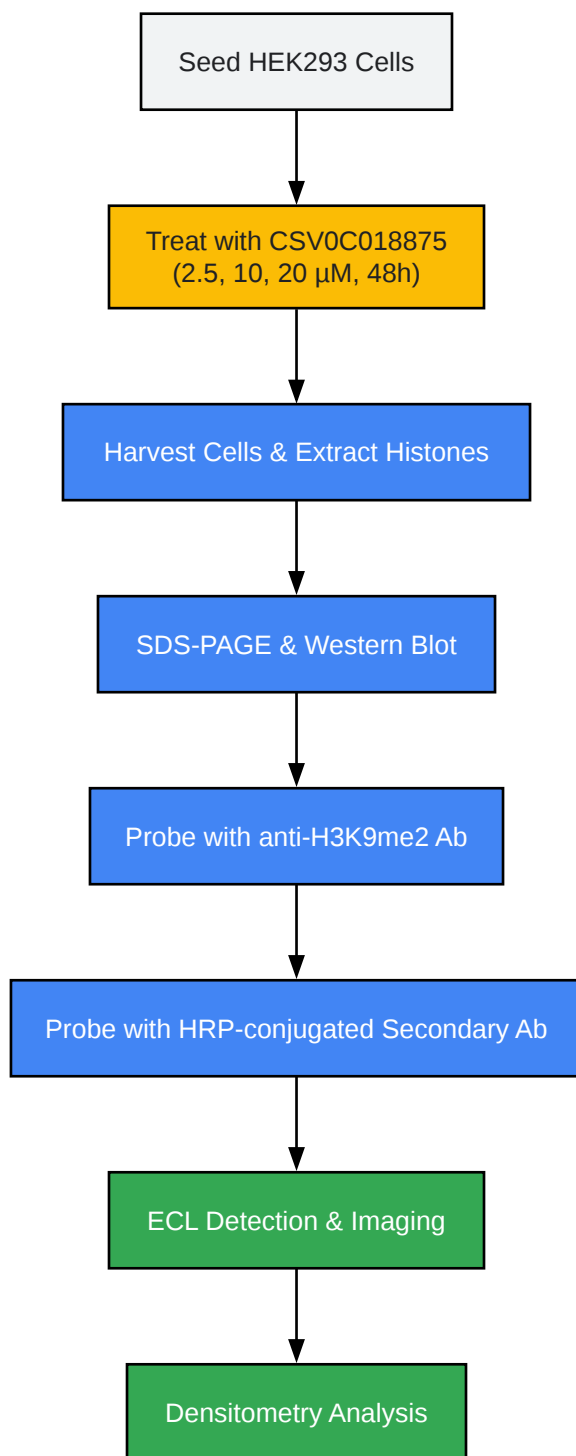 Seed HEK293 Cells
Treat with CSV0C018875
(2.5, 10, 20 µM, 48h)
Harvest Cells & Extract Histones
SDS-PAGE & Western Blot
Probe with anti-H3K9me2 Ab
Probe with HRP-conjugated Secondary Ab
ECL Detection & Imaging
Densitometry Analysis